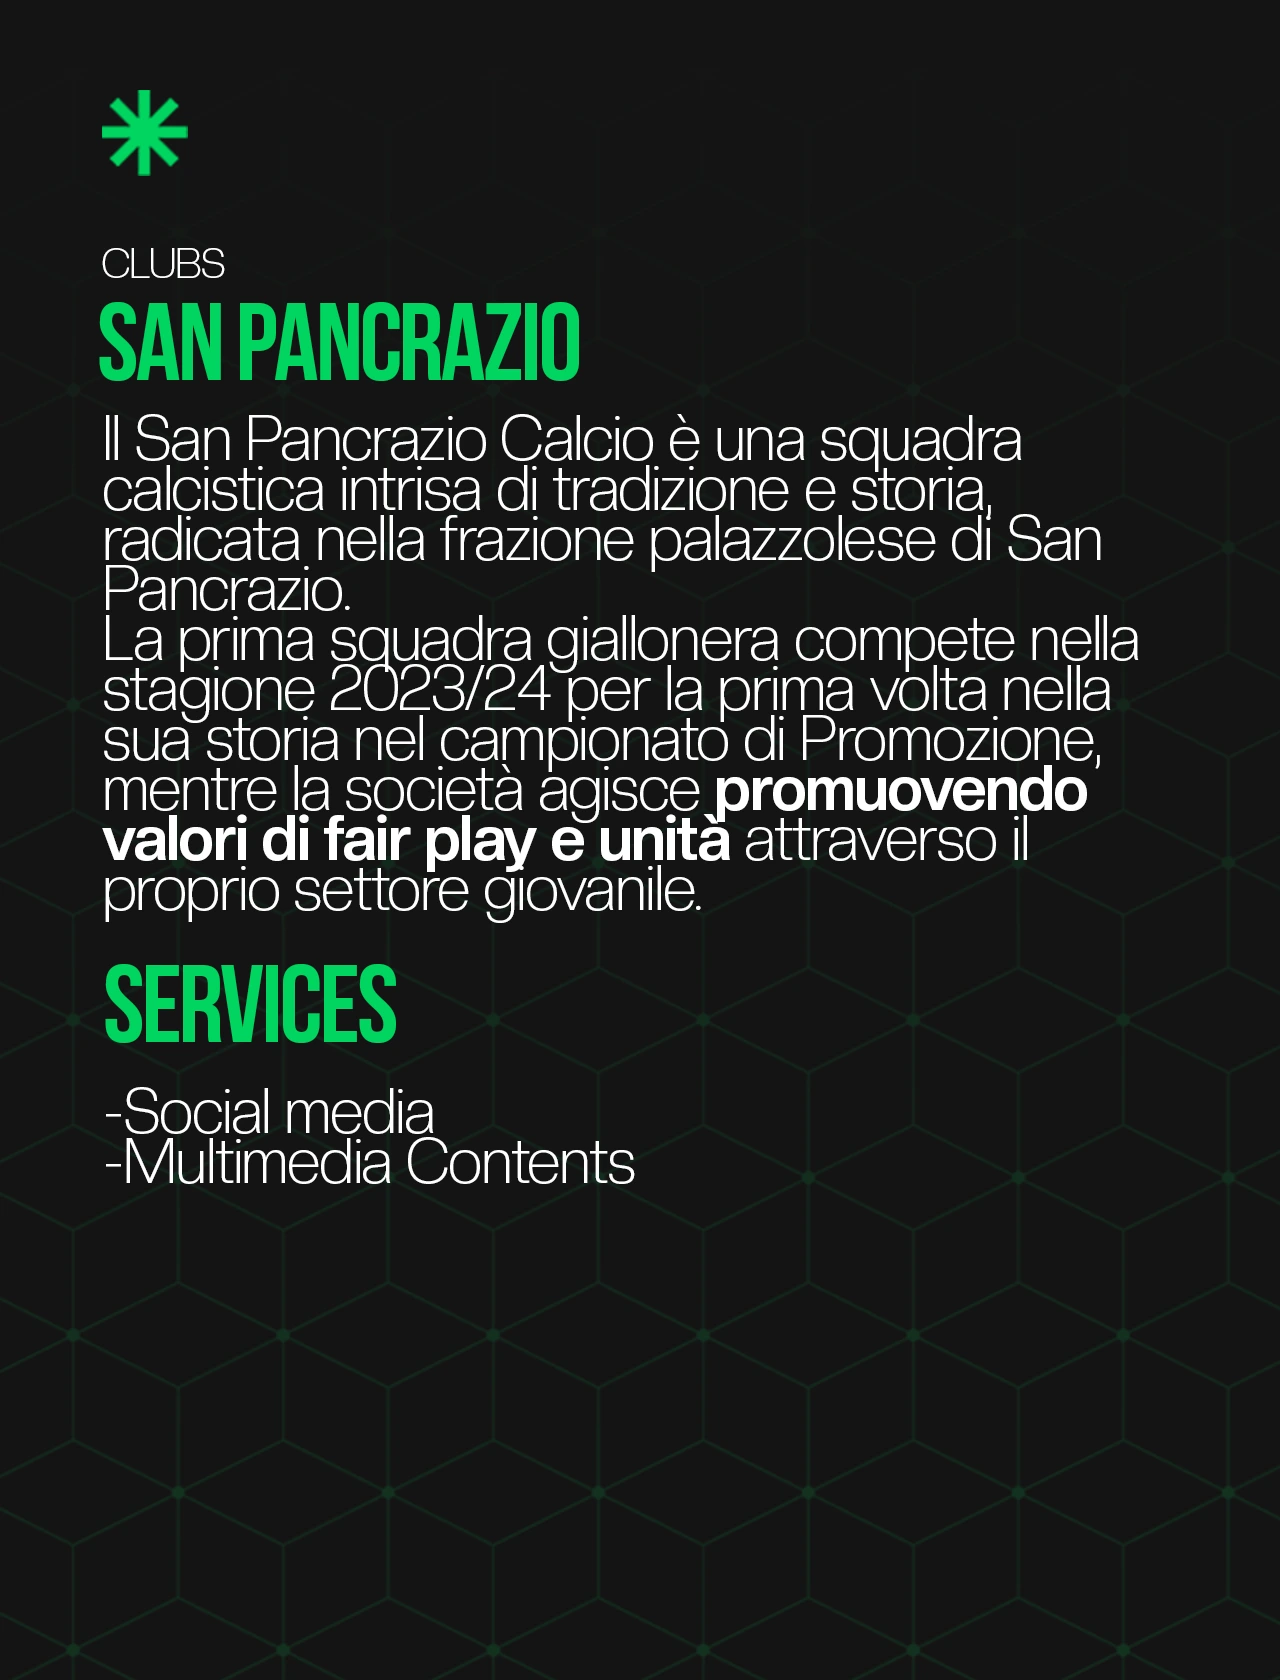 CLUBS
SAN PANCRAZIO
Il San Pancrazio Calcio è una squadra
calcistica intrisa di tradizione e storia,
radicata nella frazione palazzolese di San
Pancrazio.
La prima squadra giallonera compete nella
stagione 2023/24 per la prima volta nella
sua storia nel campionato di Promozione,
mentre la società agisce promuovendo
valori di fair play e unità attraverso il
proprio settore giovanile.
SERVICES
-Social media
-Multimedia Contents